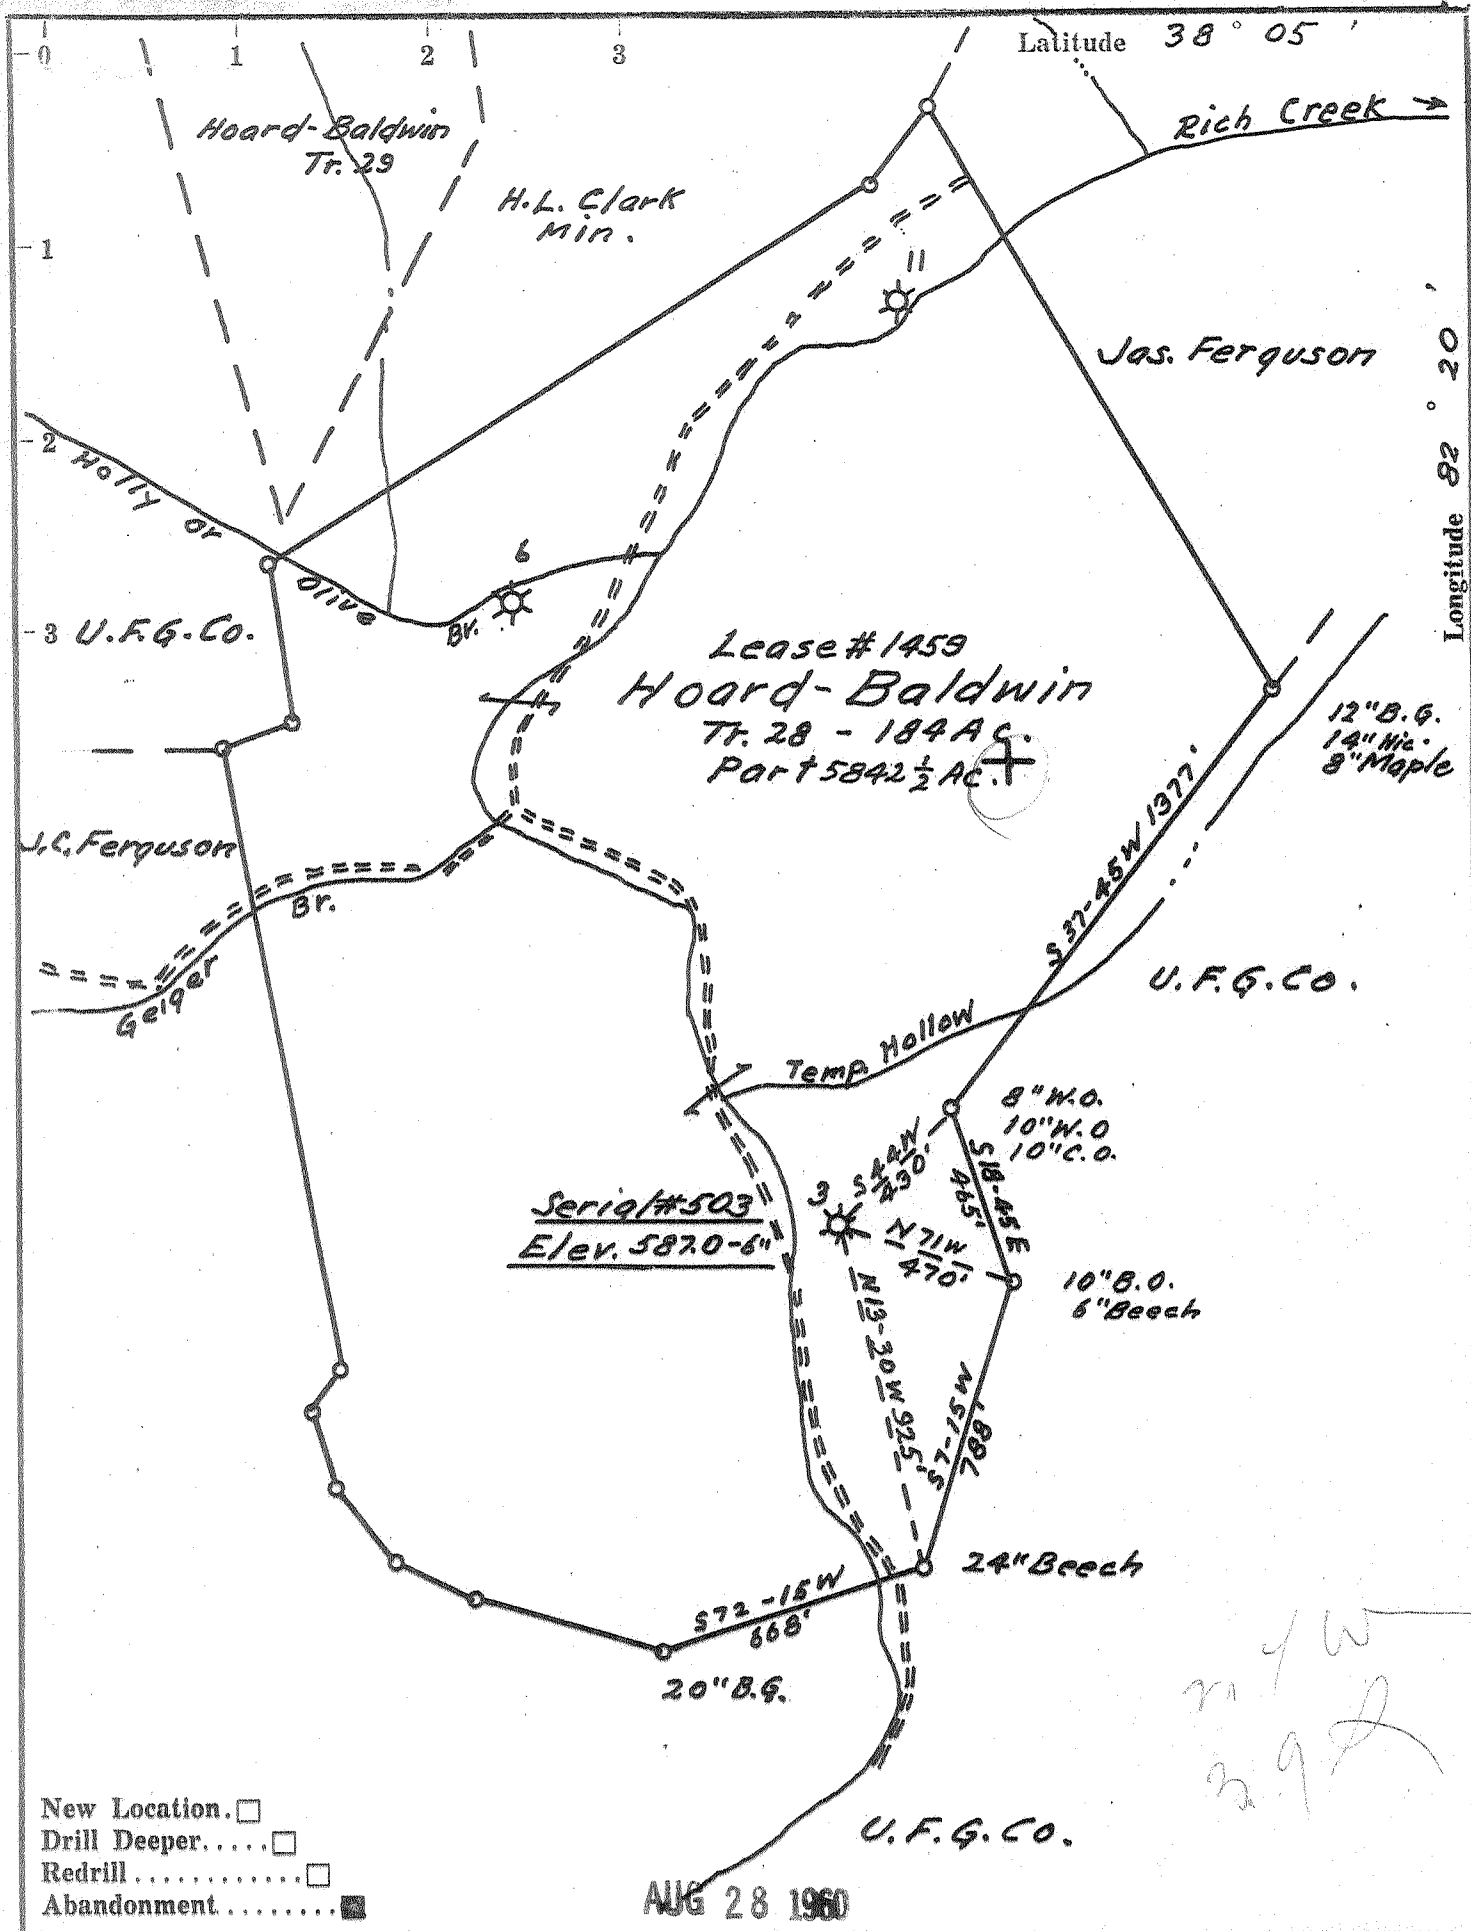 0 1 2 3
Latitude 38° 05'
Rich Creek
Hoard-Baldwin
Tr. 29
H.L. Clark
Min.
1
11
Jas. Ferguson
Longitude 82° 20'
2
Holly or Olive Br.
6
3
U.F.G.Co.
Lease #1459
Hoard-Baldwin
Tr. 28 - 184 Ac.
Part 5842 1/2 Ac.
12" B.G.
14" Hic.
8" Maple
S 37-45 W 1377'
J.C. Ferguson
Geiger Br.
U.F.G.Co.
Temp. Hollow
8" W.O.
10" W.O
10" C.O.
S 44 W
430'
S 18-45 E
465'
3
Serial #503
Elev. 587.0-6"
N 71 W
470'
10" B.O.
6" Beech
N 13-30 W 925'
S 7-15 W
788'
24" Beech
S 72-15 W
668'
20" B.G.
U.F.G.Co.
New Location.
Drill Deeper.....
Redrill............
Abandonment........
AUG 28 1960